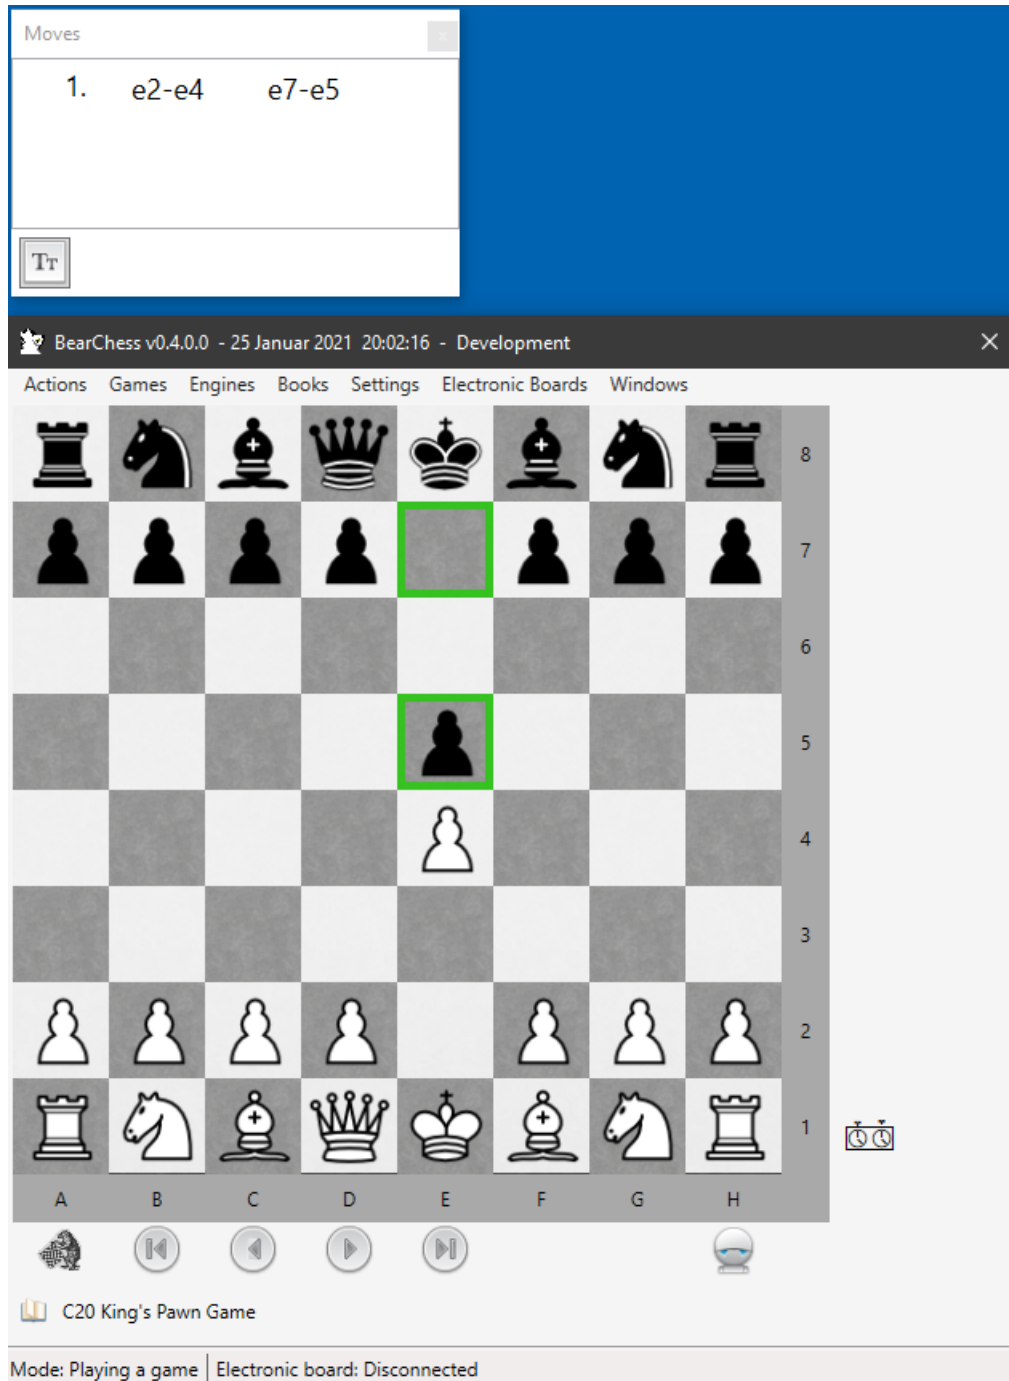 Moves
1. e2-e4 e7-e5
TT
BearChess v0.4.0.0 - 25 Januar 2021 20:02:16 - Development
Actions Games Engines Books Settings Electronic Boards Windows
8
7
6
5
4
3
2
1
A B C D E F G H
C20 King's Pawn Game
Mode: Playing a game Electronic board: Disconnected